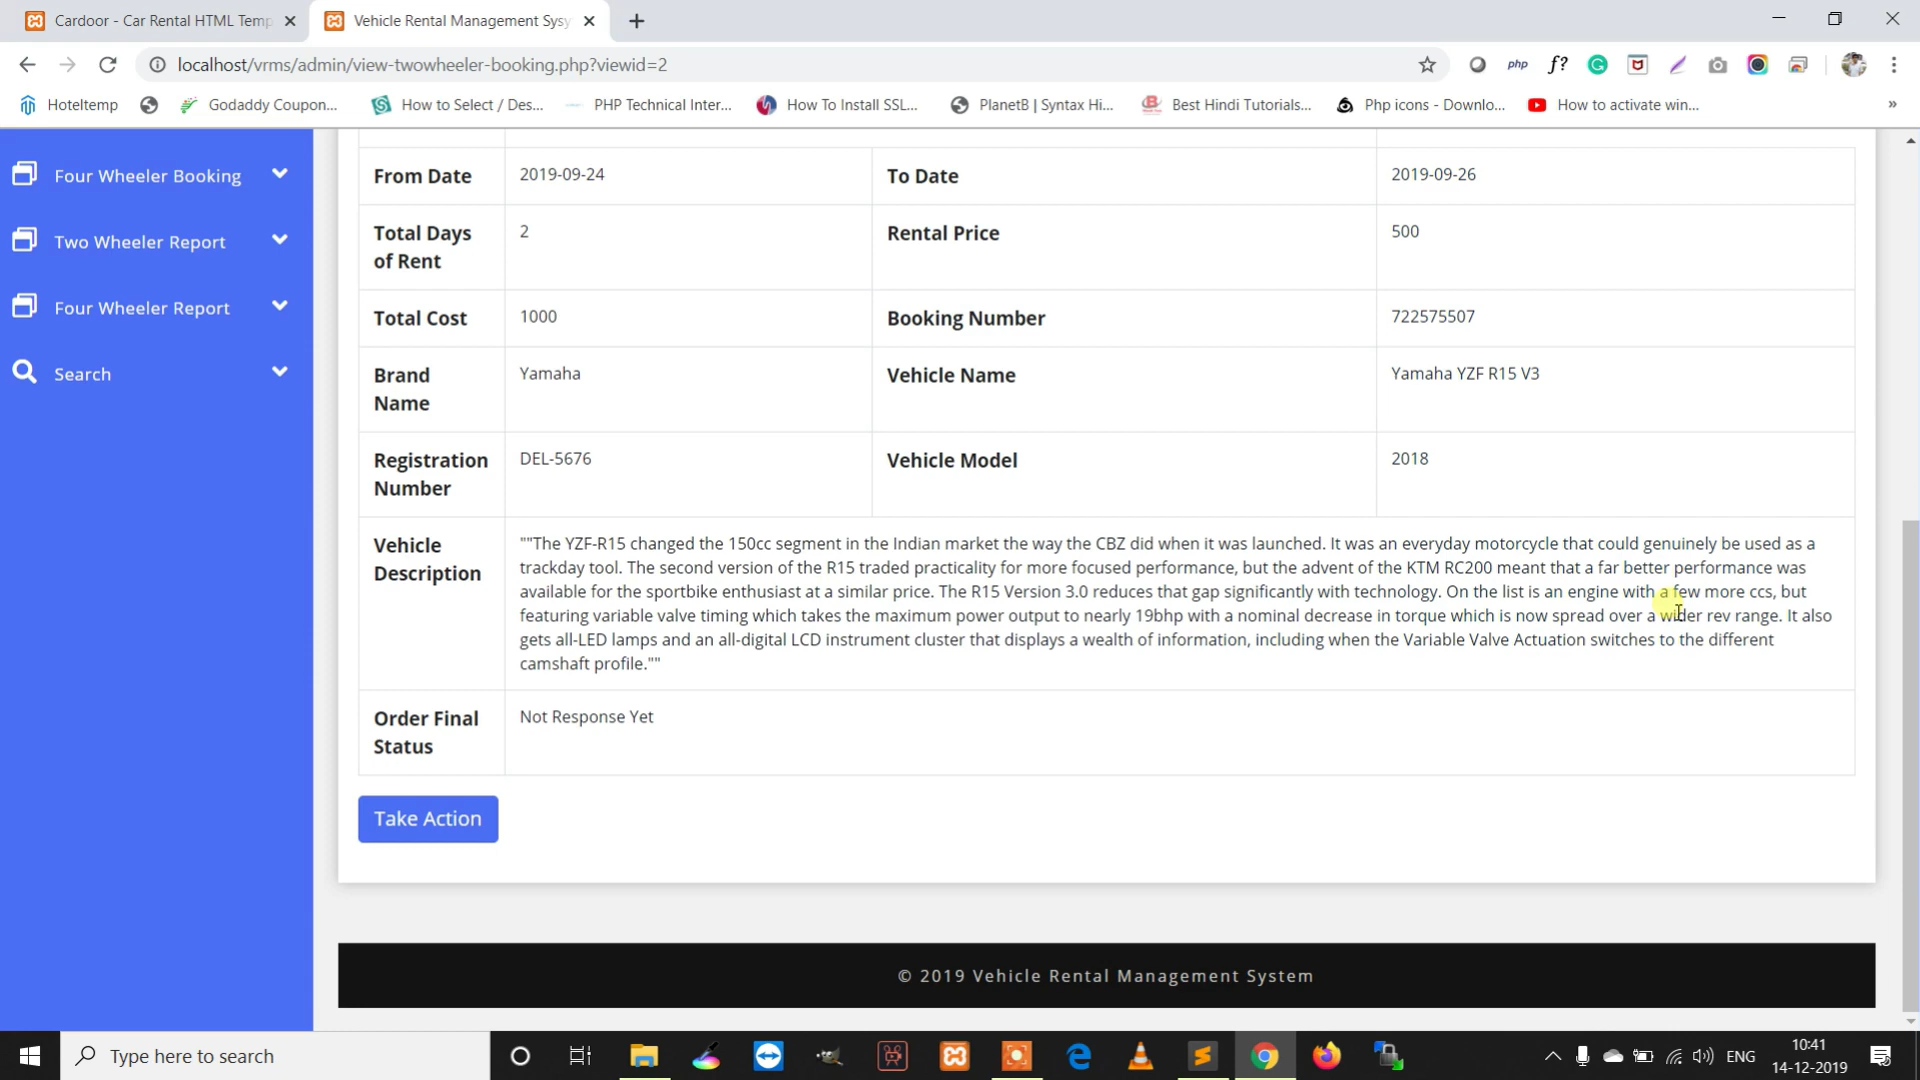 Cardoor - Car Rental HTML Temp
Vehicle Rental Management Sysy
localhost/vrms/admin/view-twowheeler-booking.php?viewid=2
php
f?
Hoteltemp
Godaddy Coupon...
How to Select / Des...
PHP Technical Inter...
How To Install SSL...
PlanetB | Syntax Hi...
Best Hindi Tutorials...
Php icons - Downlo...
How to activate win...
»
Four Wheeler Booking
Two Wheeler Report
Four Wheeler Report
Search
From Date 2019-09-24 To Date 2019-09-26
Total Days of Rent 2 Rental Price 500
Total Cost 1000 Booking Number 722575507
Brand Name Yamaha Vehicle Name Yamaha YZF R15 V3
Registration Number DEL-5676 Vehicle Model 2018
Vehicle Description
""The YZF-R15 changed the 150cc segment in the Indian market the way the CBZ did when it was launched. It was an everyday motorcycle that could genuinely be used as a
trackday tool. The second version of the R15 traded practicality for more focused performance, but the advent of the KTM RC200 meant that a far better performance was
available for the sportbike enthusiast at a similar price. The R15 Version 3.0 reduces that gap significantly with technology. On the list is an engine with a few more ccs, but
featuring variable valve timing which takes the maximum power output to nearly 19bhp with a nominal decrease in torque which is now spread over a wider rev range. It also
gets all-LED lamps and an all-digital LCD instrument cluster that displays a wealth of information, including when the Variable Valve Actuation switches to the different
camshaft profile.""
Order Final Status Not Response Yet
Take Action
© 2019 Vehicle Rental Management System
Type here to search
ENG
10:41
14-12-2019